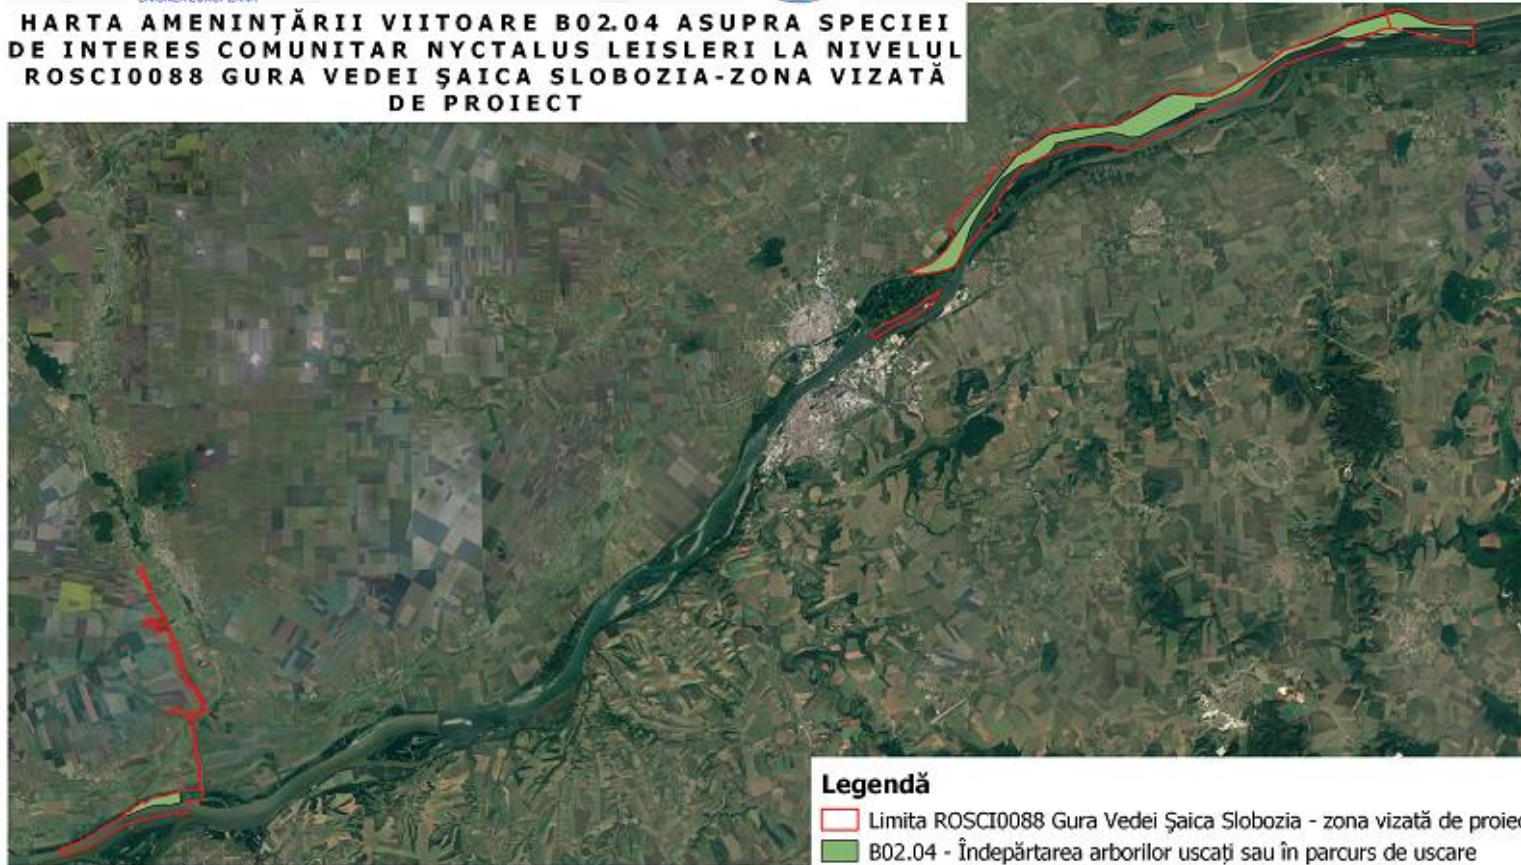 HARTA AMENINȚĂRII VIITOARE B02.04 ASUPRA SPECIEI
DE INTERES COMUNITAR NYCTALUS LEISLERI LA NIVELUL
ROSCI0088 GURA VEDEI ŞAICA SLOBOZIA-ZONA VIZATĂ
DE PROIECT
Legendă
Limita ROSCI0088 Gura Vedei Şaica Slobozia - zona vizată de proiec
B02.04 - Îndepărtarea arborilor uscați sau în parcurs de uscare